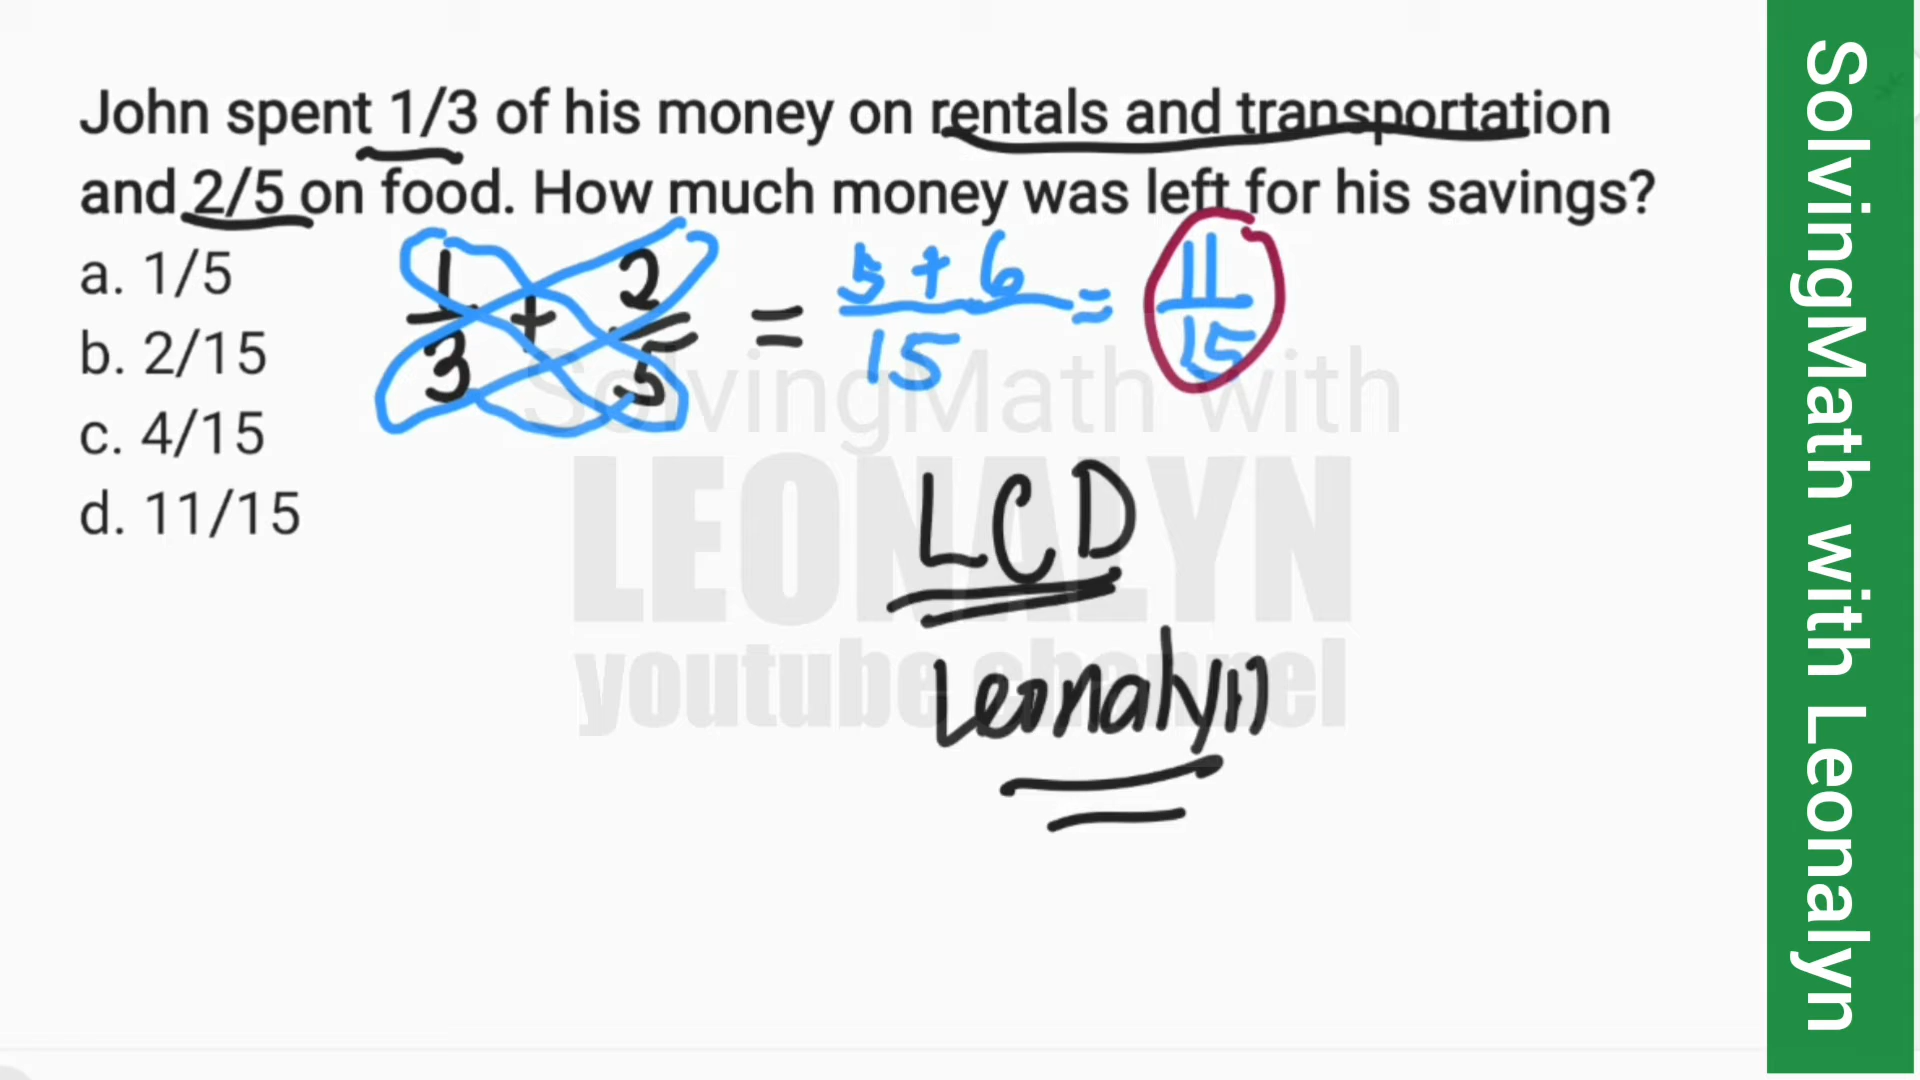 John spent 1/3 of his money on rentals and transportation
and 2/5 on food. How much money was left for his savings?
a. 1/5
b. 2/15
c. 4/15
d. 11/15
1/3 + 2/5 = 5 + 6/15 = 11/15
SolvingMath with
LEONALYN
youtube channel
LCD
Leonalyn
SolvingMath with Leonalyn